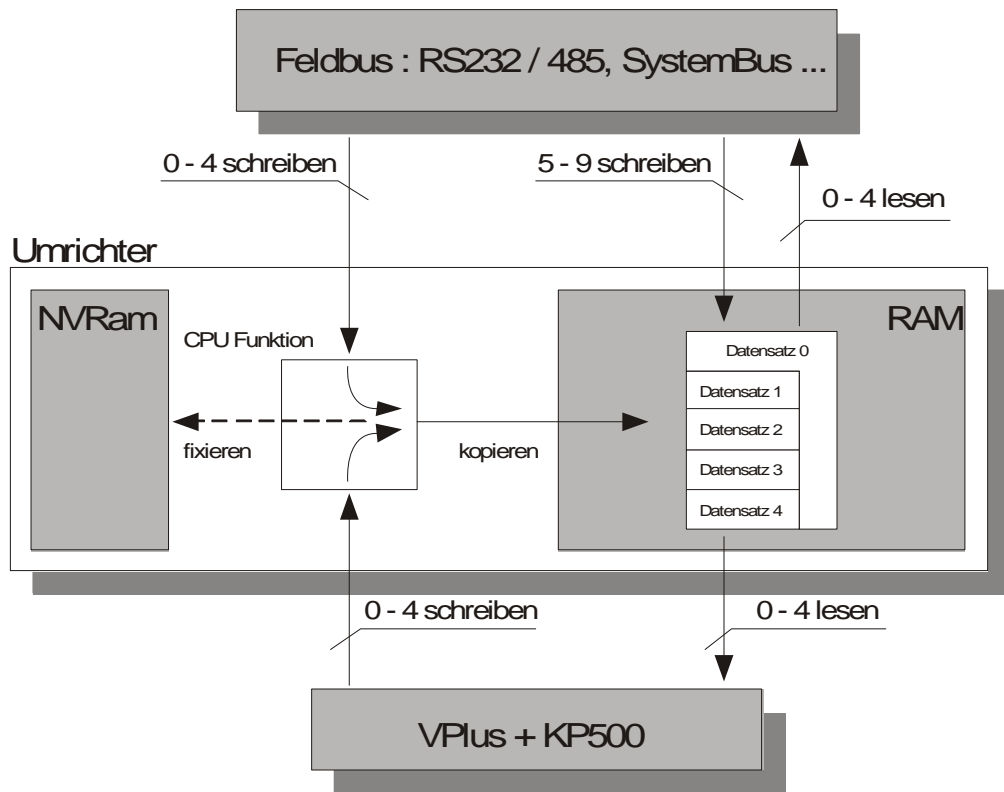 Feldbus : RS232 / 485, SystemBus ...
0 - 4 schreiben
5 - 9 schreiben
0 - 4 lesen
Umrichter
NVRam
CPU Funktion
RAM
Datensatz 0
Datensatz 1
Datensatz 2
Datensatz 3
Datensatz 4
fixieren
kopieren
0 - 4 schreiben
0 - 4 lesen
VPlus + KP500